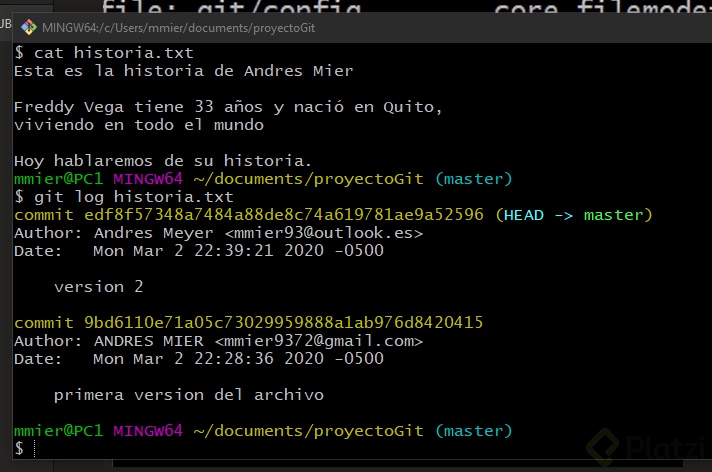 UB
file: git/config core filemode=
MINGW64:/c/Users/mmier/documents/proyectoGit
$ cat historia.txt
Esta es la historia de Andres Mier
Freddy Vega tiene 33 años y nació en Quito,
viviendo en todo el mundo
Hoy hablaremos de su historia.
mmier@PC1 MINGW64 ~/documents/proyectoGit (master)
$ git log historia.txt
commit edf8f57348a7484a88de8c74a619781ae9a52596 (HEAD -> master)
Author: Andres Meyer <mmier93@outlook.es>
Date:   Mon Mar 2 22:39:21 2020 -0500
version 2
commit 9bd6110e71a05c73029959888a1ab976d8420415
Author: ANDRES MIER <mmier9372@gmail.com>
Date:   Mon Mar 2 22:28:36 2020 -0500
primera version del archivo
mmier@PC1 MINGW64 ~/documents/proyectoGit (master)
$
Platzi